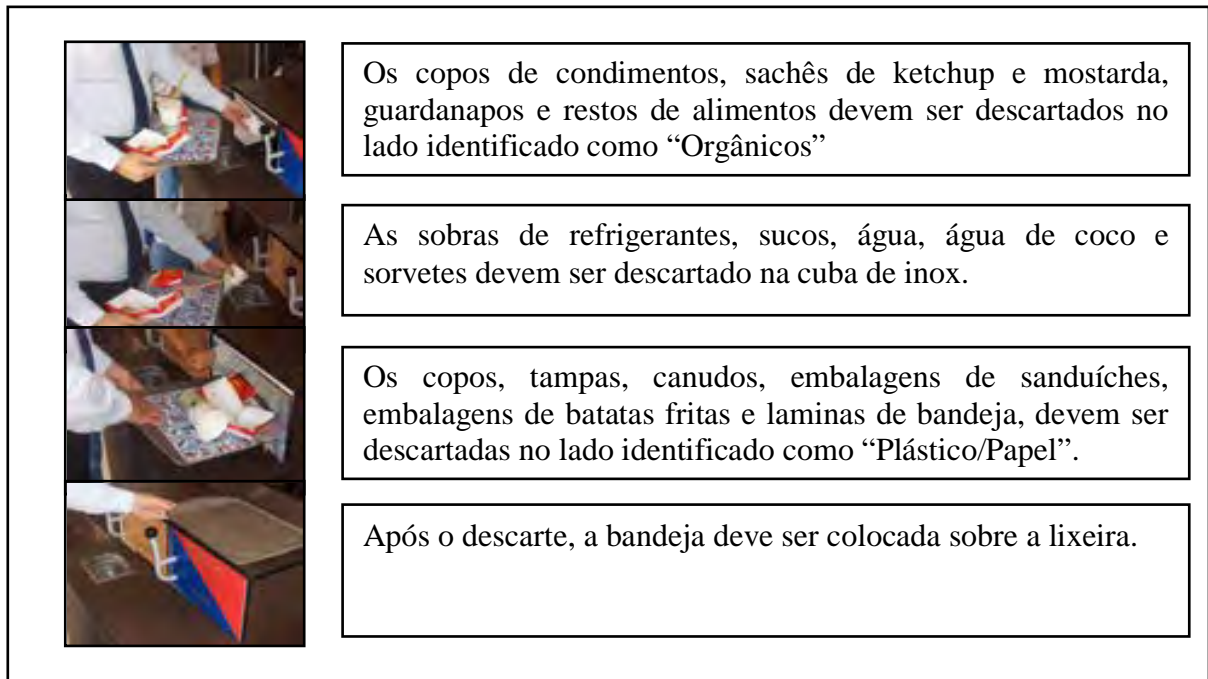 Os copos de condimentos, sachês de ketchup e mostarda,
guardanapos e restos de alimentos devem ser descartados no
lado identificado como “Orgânicos”
As sobras de refrigerantes, sucos, água, água de coco e
sorvetes devem ser descartado na cuba de inox.
Os copos, tampas, canudos, embalagens de sanduíches,
embalagens de batatas fritas e laminas de bandeja, devem ser
descartadas no lado identificado como “Plástico/Papel”.
Após o descarte, a bandeja deve ser colocada sobre a lixeira.